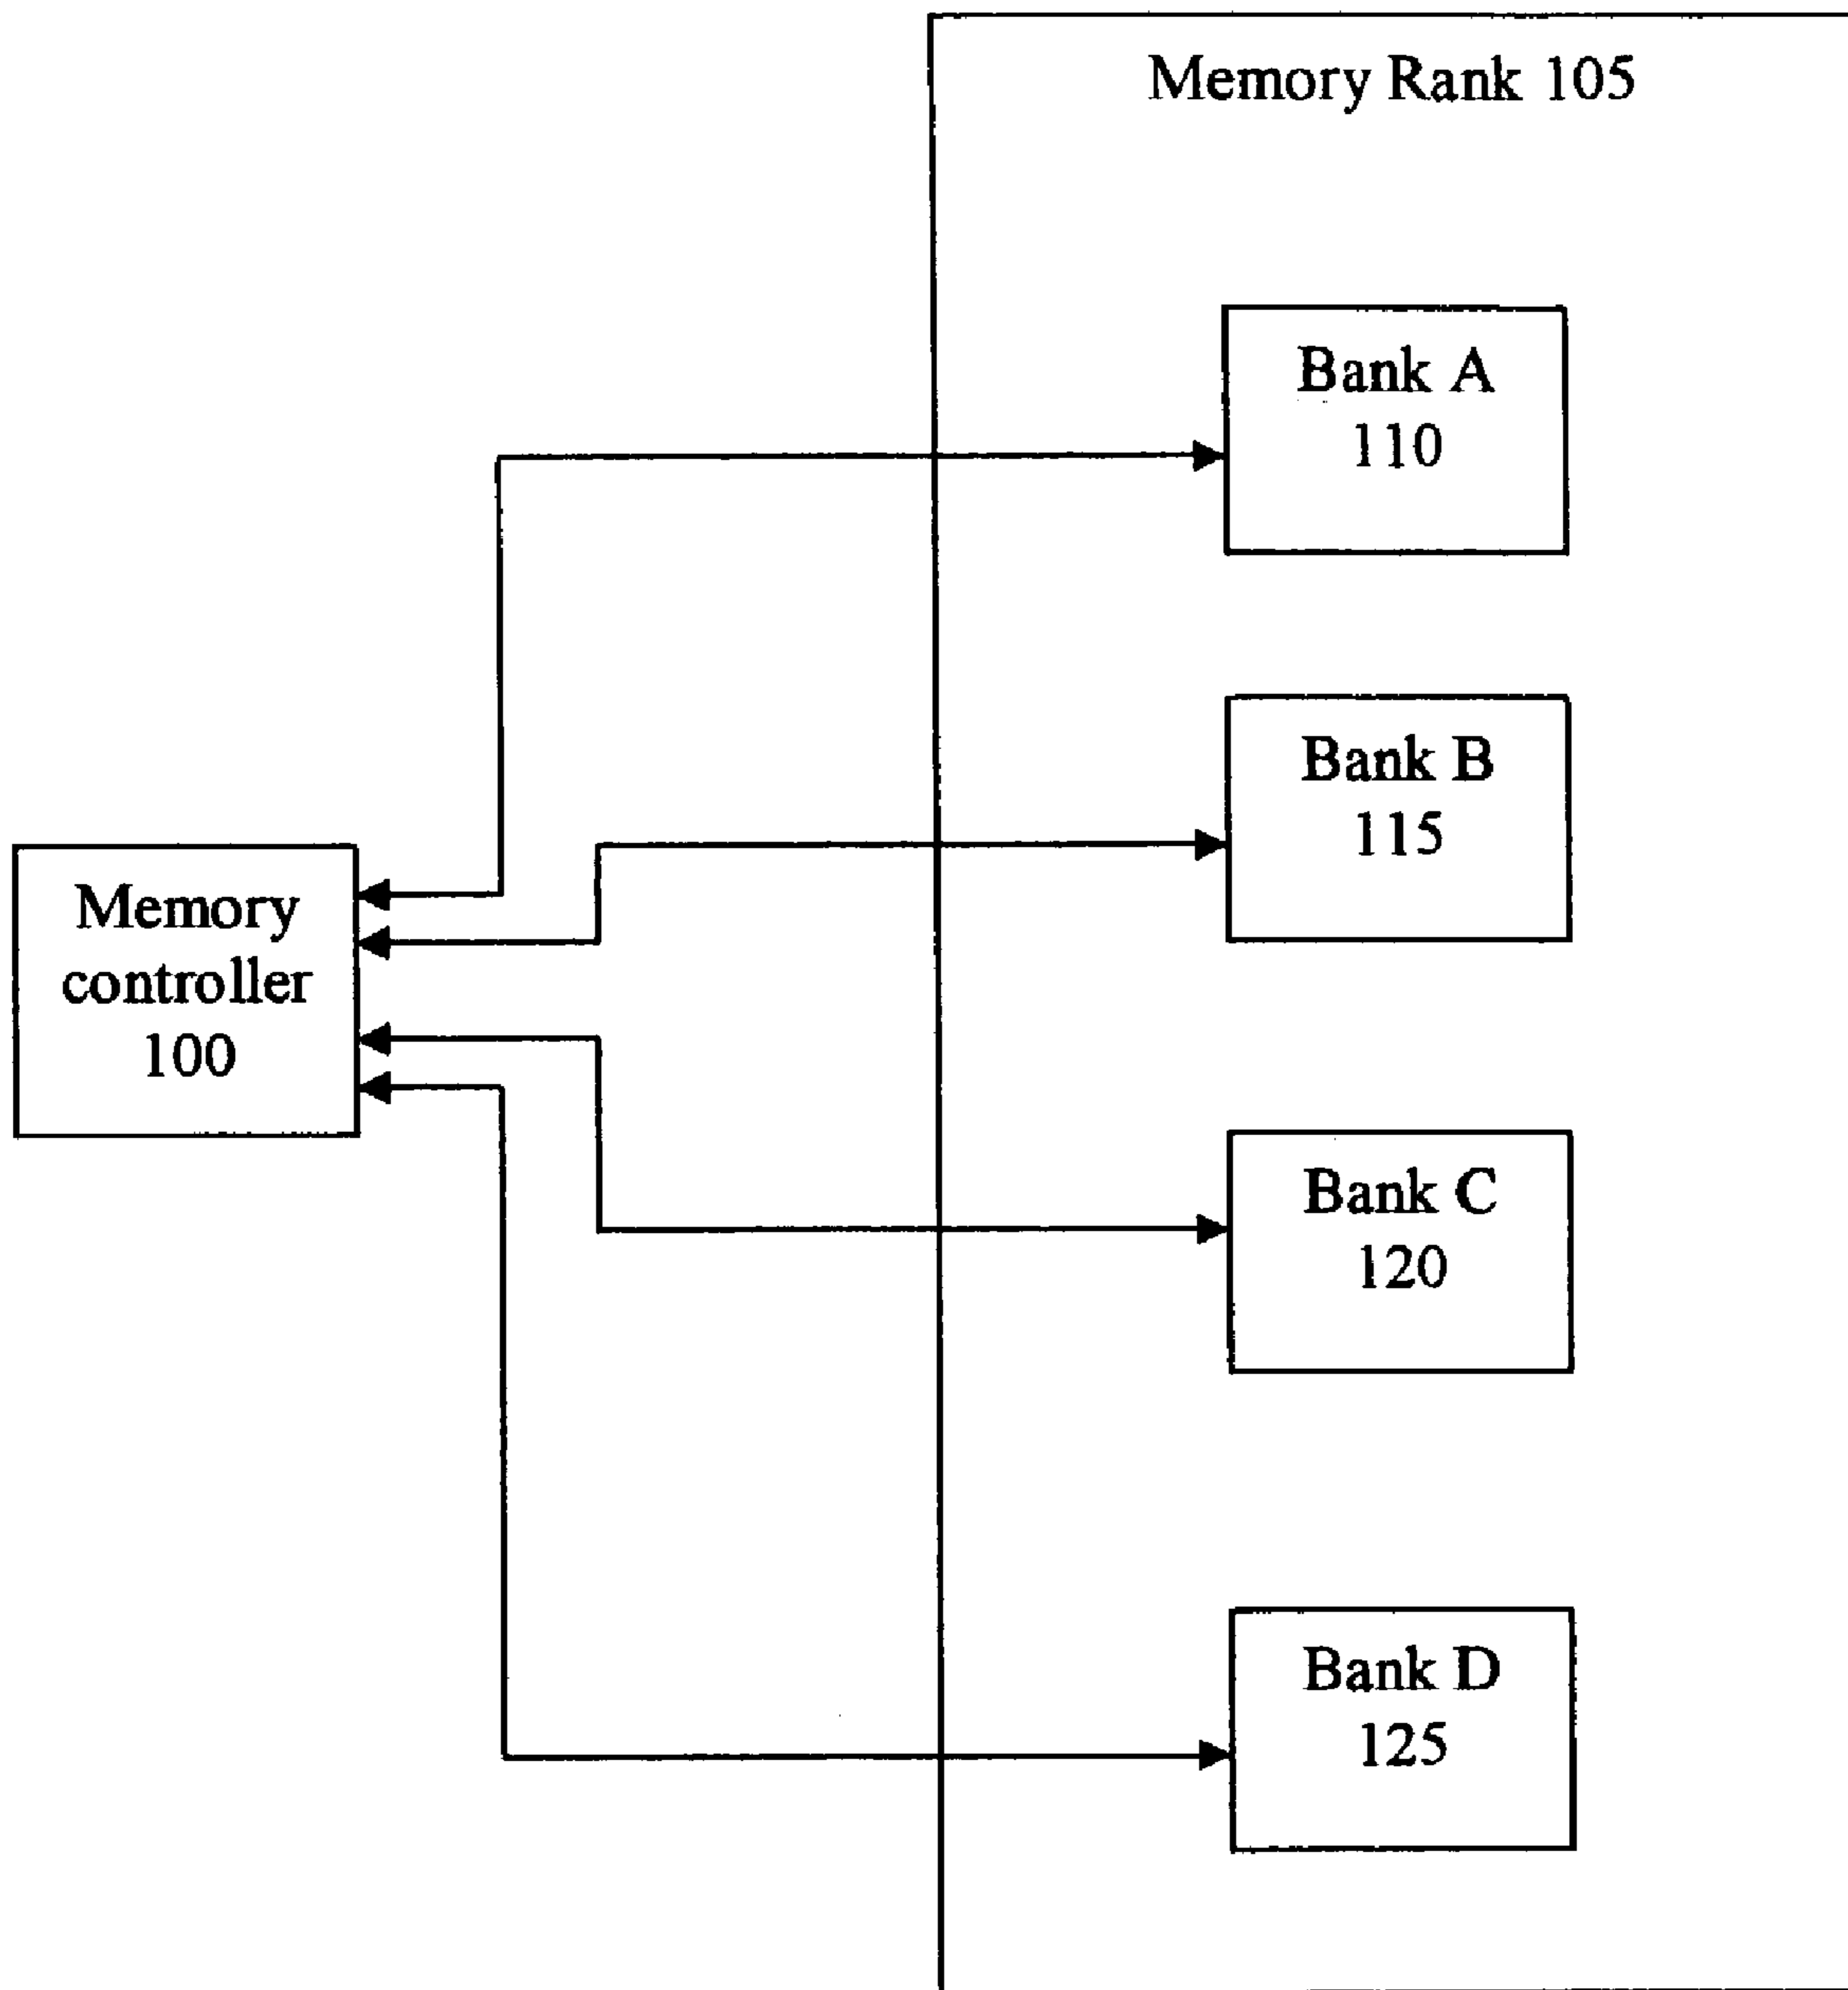 Memory Rank 105
Bank A
110
Bank B
115
Memory
controller
100
Bank C
120
Bank D
125